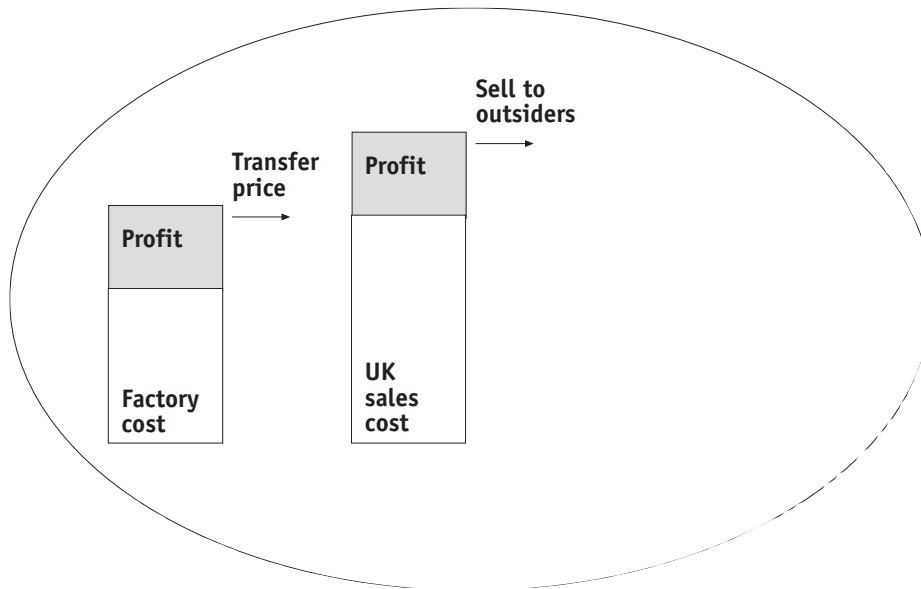 Sell to
outsiders
Transfer
price
Profit
Profit
Factory
cost
UK
sales
cost